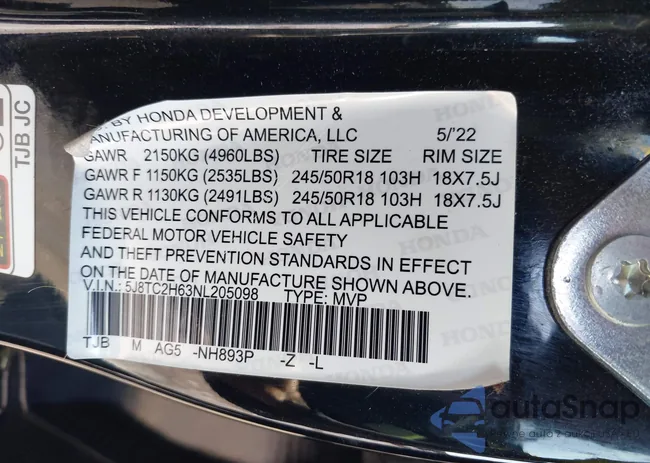 BY HONDA DEVELOPMENT &
MANUFACTURING OF AMERICA, LLC 5/'22
GAWR 2150KG (4960LBS) TIRE SIZE RIM SIZE
GAWR F 1150KG (2535LBS) 245/50R18 103H 18X7.5J
GAWR R 1130KG (2491LBS) 245/50R18 103H 18X7.5J
THIS VEHICLE CONFORMS TO ALL APPLICABLE
FEDERAL MOTOR VEHICLE SAFETY
AND THEFT PREVENTION STANDARDS IN EFFECT
ON THE DATE OF MANUFACTURE SHOWN ABOVE.
V.I.N.: 5J8TC2H63NL205098 TYPE: MVP
TJB M AG5 -NH893P -Z -L
TJB JC
HONDA
autoSnap